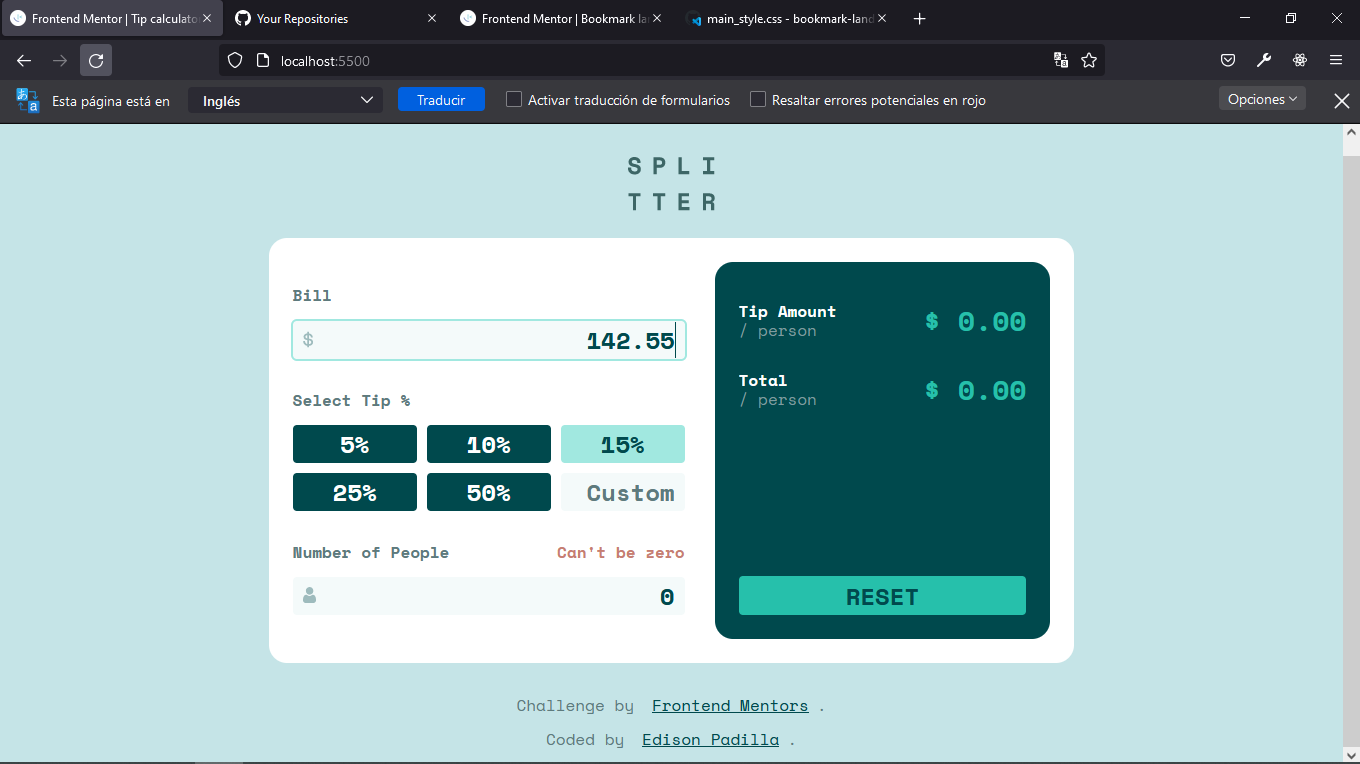 Frontend Mentor | Tip calculato
Your Repositories
Frontend Mentor | Bookmark la
main_style.css - bookmark-land
localhost:5500
Esta página está en
Inglés
Traducir
Activar traducción de formularios
Resaltar errores potenciales en rojo
Opciones
SPLI
TTER
Bill
$ 142.55
Select Tip %
5% 10% 15%
25% 50% Custom
Number of People Can't be zero
0
Tip Amount
/ person
$ 0.00
Total
/ person
$ 0.00
RESET
Challenge by Frontend Mentors .
Coded by Edison Padilla .